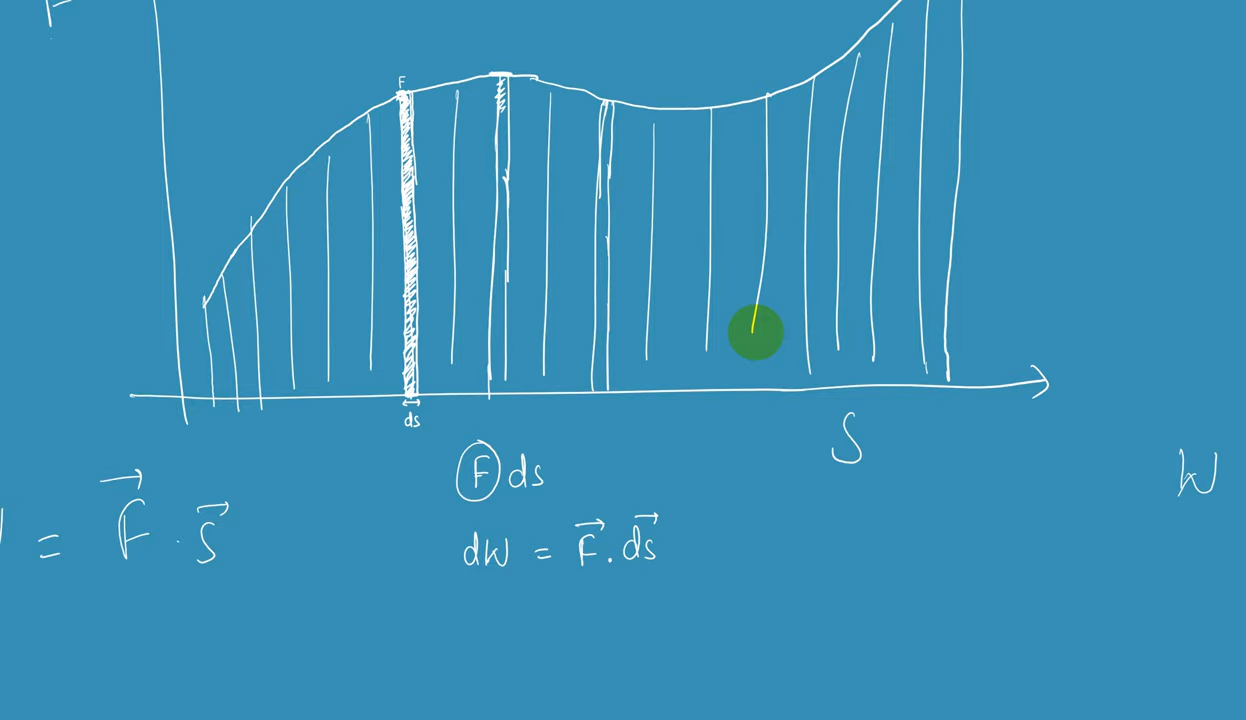 F
F
ds
S
F ds
W
= F⃗ . s⃗
dW = F⃗ . ds⃗